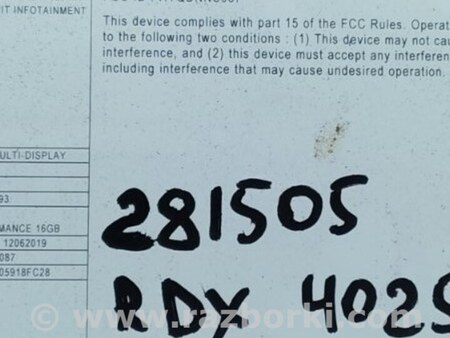 IT INFOTAINMENT
This device complies with part 15 of the FCC Rules. Operat
to the following two conditions : (1) This device may not cau
interference, and (2) this device must accept any interferen
including interference that may cause undesired operation.
ULTI-DISPLAY
93
MANCE 16GB
12062019
087
05918FC28
281505
RDX 4025
© www.razborki.com